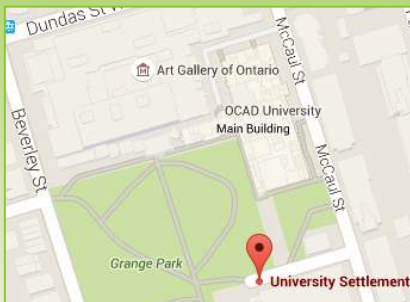 Dundas St W
McCaul St
Art Gallery of Ontario
OCAD University
Main Building
Beverley St
McCaul St
Grange Park
University Settlement